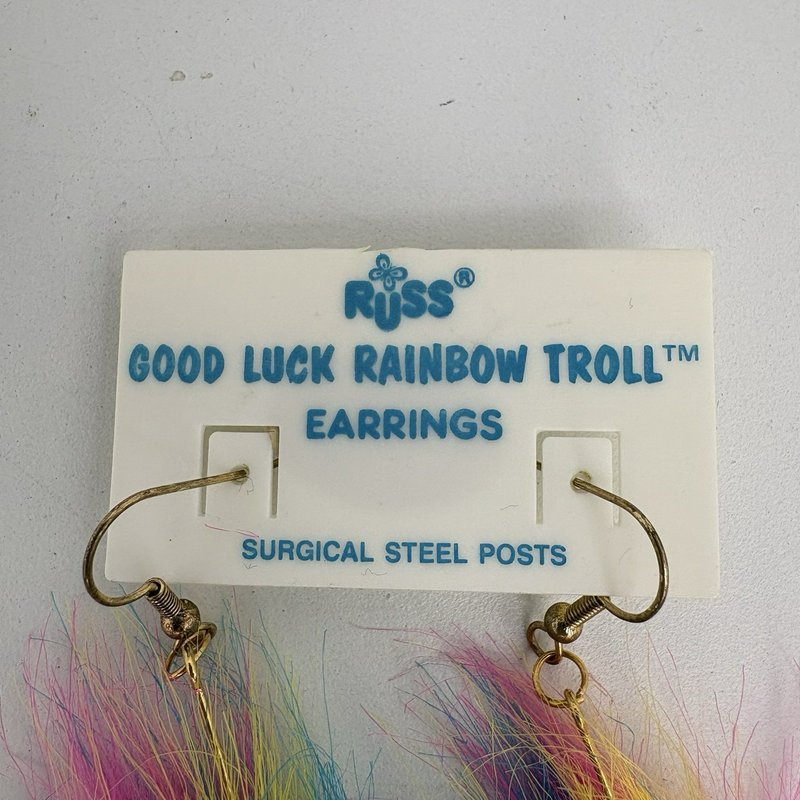 RUSS®
GOOD LUCK RAINBOW TROLL™
EARRINGS
SURGICAL STEEL POSTS